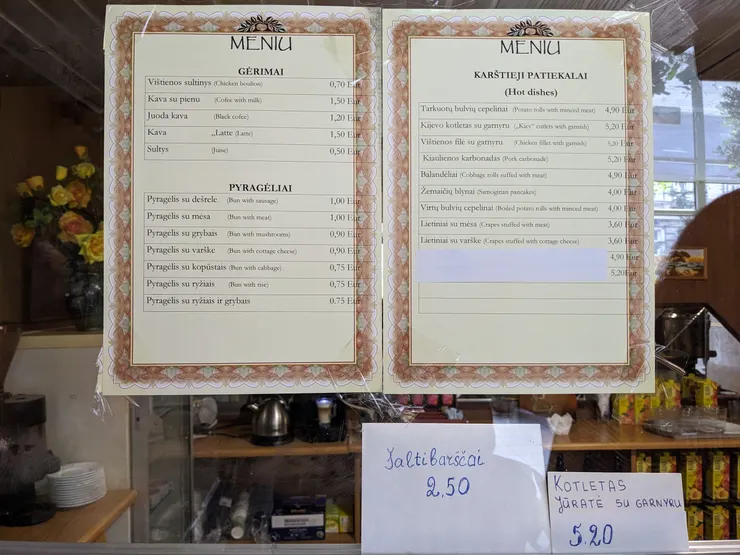 MENIU
GĖRIMAI
Vištienos sultinys (Chicken boulion) 0,70 Eur
Kava su pienu (Cofee with milk) 1,50 Eur
Juoda kava (Black cofee) 1,20 Eur
Kava „Latte (Latte) 1,50 Eur
Sultys (Juise) 0,50 Eur
PYRAGĖLIAI
Pyragėlis su dešrele (Bun with sausage) 1,00 Eur
Pyragėlis su mėsa (Bun with meat) 1,00 Eur
Pyragėlis su grybais (Bun with mushrooms) 0,90 Eur
Pyragėlis su varške (Bun with cottage cheese) 0,90 Eur
Pyragėlis su kopūstais (Bun with cabbage) 0,75 Eur
Pyragėlis su ryžiais (Bun with rise) 0,75 Eur
Pyragėlis su ryžiais ir grybais 0.75 Eur
MENIU
KARŠTIEJI PATIEKALAI
(Hot dishes)
Tarkuotų bulvių cepelinai (Potato rolls with minced meat) 4,90 Eur
Kijevo kotletas su garnyru („Kiev" cutlets with garnish) 5,20 Eur
Vištienos filė su garnyru (Chicken fillet with garnish) 5,20 Eur
Kiaulienos karbonadas (Pork carbonade) 5,20 Eur
Balandėliai (Cobbage rolls suffed with meat) 4,90 Eur
Žemaičių blynai (Samogitian pancakes) 4,00 Eur
Virtų bulvių cepelinai (Boiled potato rolls with minced meat) 4,00 Eur
Lietiniai su mėsa (Crapes stuffed with meat) 3,60 Eur
Lietiniai su varške (Crapes stuffed with cottage cheese) 3,60 Eur
4,90 Eur
5,20Eur
Šaltibarščai
2,50
KOTLETAS
JŪRATĖ SU GARNYRU
5.20